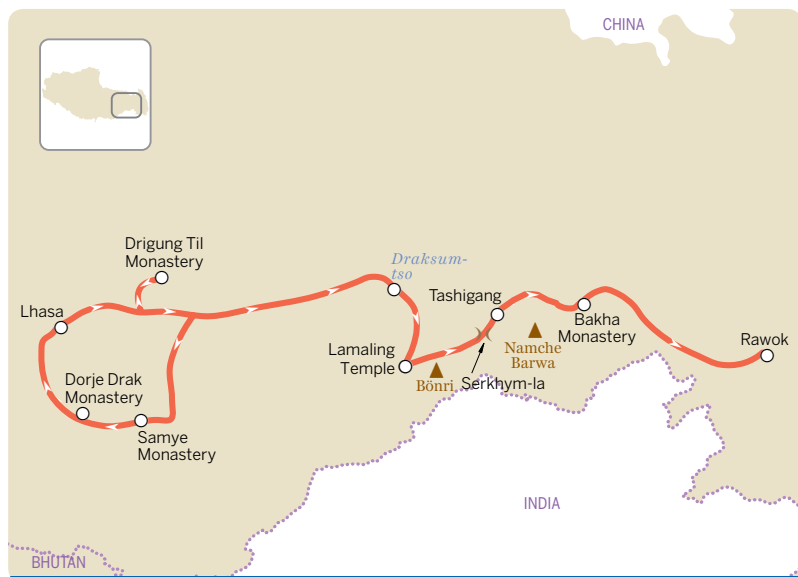 CHINA
Drigung Til
Monastery
Draksum-
tso
Lhasa
Tashigang
Bakha
Monastery
Rawok
Lamaling
Temple
Namche
Barwa
Bönri
Serkhym-la
Dorje Drak
Monastery
Samye
Monastery
INDIA
BHUTAN